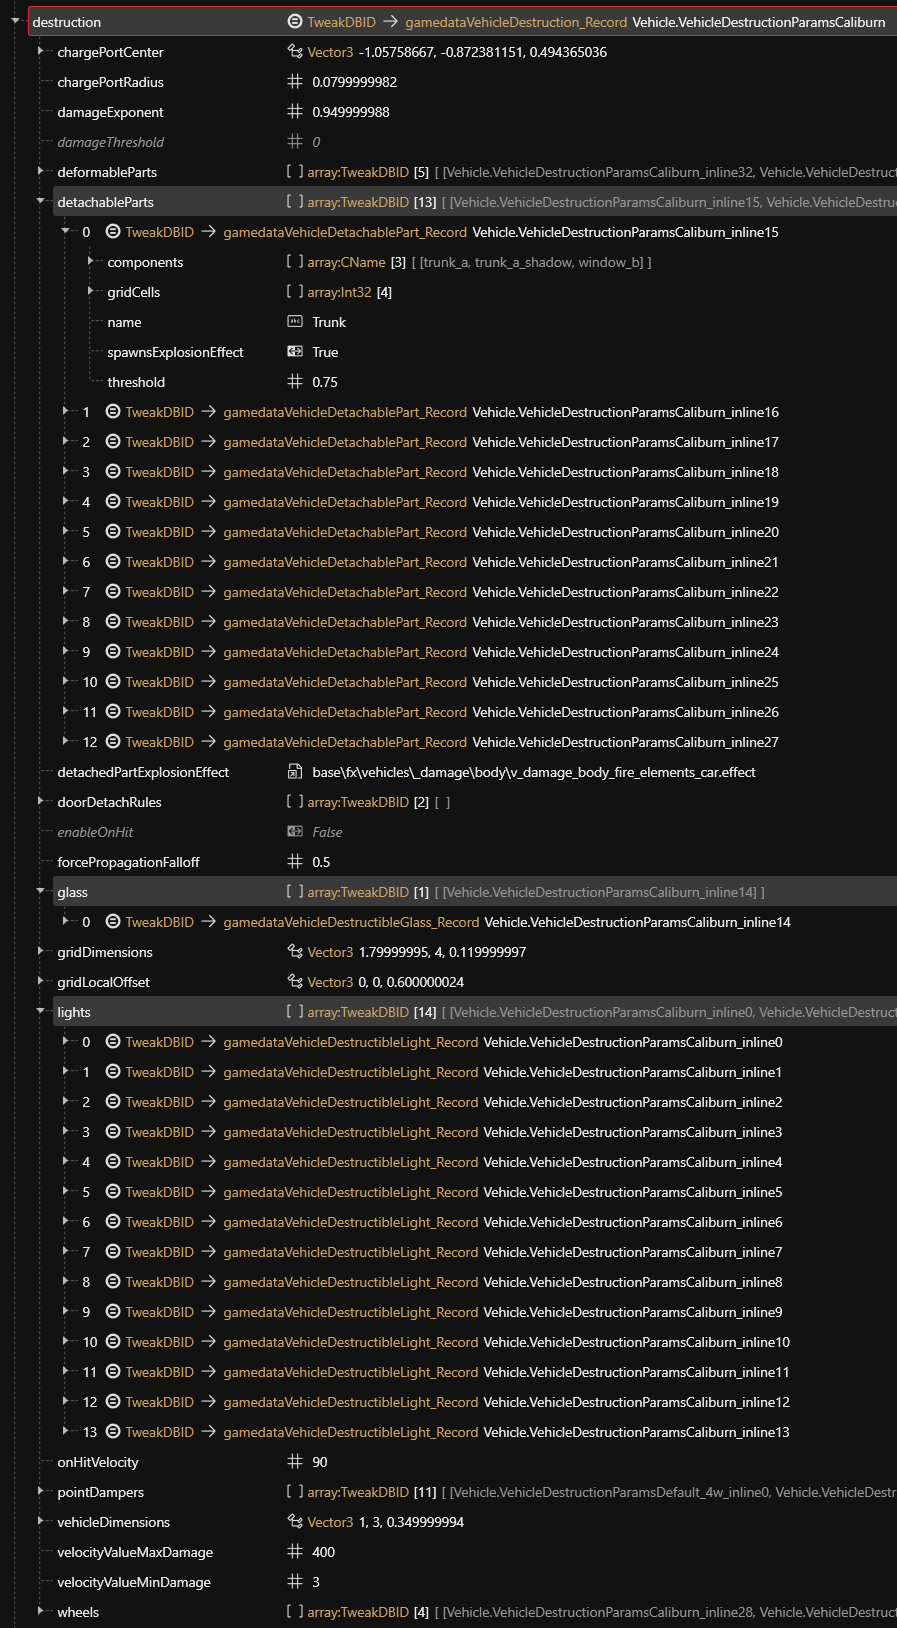 destruction TweakDBID → gamedataVehicleDestruction_Record Vehicle.VehicleDestructionParamsCaliburn
chargePortCenter Vector3 -1.05758667, -0.872381151, 0.494365036
chargePortRadius 0.0799999982
damageExponent 0.949999988
damageThreshold 0
deformableParts [ ] array:TweakDBID [5] [ [Vehicle.VehicleDestructionParamsCaliburn_inline32, Vehicle.VehicleDestruct
detachableParts [ ] array:TweakDBID [13] [ [Vehicle.VehicleDestructionParamsCaliburn_inline15, Vehicle.VehicleDestru
0 TweakDBID → gamedataVehicleDetachablePart_Record Vehicle.VehicleDestructionParamsCaliburn_inline15
components [ ] array:CName [3] [ [trunk_a, trunk_a_shadow, window_b] ]
gridCells [ ] array:Int32 [4]
name abc Trunk
spawnsExplosionEffect True
threshold 0.75
1 TweakDBID → gamedataVehicleDetachablePart_Record Vehicle.VehicleDestructionParamsCaliburn_inline16
2 TweakDBID → gamedataVehicleDetachablePart_Record Vehicle.VehicleDestructionParamsCaliburn_inline17
3 TweakDBID → gamedataVehicleDetachablePart_Record Vehicle.VehicleDestructionParamsCaliburn_inline18
4 TweakDBID → gamedataVehicleDetachablePart_Record Vehicle.VehicleDestructionParamsCaliburn_inline19
5 TweakDBID → gamedataVehicleDetachablePart_Record Vehicle.VehicleDestructionParamsCaliburn_inline20
6 TweakDBID → gamedataVehicleDetachablePart_Record Vehicle.VehicleDestructionParamsCaliburn_inline21
7 TweakDBID → gamedataVehicleDetachablePart_Record Vehicle.VehicleDestructionParamsCaliburn_inline22
8 TweakDBID → gamedataVehicleDetachablePart_Record Vehicle.VehicleDestructionParamsCaliburn_inline23
9 TweakDBID → gamedataVehicleDetachablePart_Record Vehicle.VehicleDestructionParamsCaliburn_inline24
10 TweakDBID → gamedataVehicleDetachablePart_Record Vehicle.VehicleDestructionParamsCaliburn_inline25
11 TweakDBID → gamedataVehicleDetachablePart_Record Vehicle.VehicleDestructionParamsCaliburn_inline26
12 TweakDBID → gamedataVehicleDetachablePart_Record Vehicle.VehicleDestructionParamsCaliburn_inline27
detachedPartExplosionEffect base\fx\vehicles\_damage\body\v_damage_body_fire_elements_car.effect
doorDetachRules [ ] array:TweakDBID [2] [ ]
enableOnHit False
forcePropagationFalloff 0.5
glass [ ] array:TweakDBID [1] [ [Vehicle.VehicleDestructionParamsCaliburn_inline14] ]
0 TweakDBID → gamedataVehicleDestructibleGlass_Record Vehicle.VehicleDestructionParamsCaliburn_inline14
gridDimensions Vector3 1.79999995, 4, 0.119999997
gridLocalOffset Vector3 0, 0, 0.600000024
lights [ ] array:TweakDBID [14] [ [Vehicle.VehicleDestructionParamsCaliburn_inline0, Vehicle.VehicleDestruct
0 TweakDBID → gamedataVehicleDestructibleLight_Record Vehicle.VehicleDestructionParamsCaliburn_inline0
1 TweakDBID → gamedataVehicleDestructibleLight_Record Vehicle.VehicleDestructionParamsCaliburn_inline1
2 TweakDBID → gamedataVehicleDestructibleLight_Record Vehicle.VehicleDestructionParamsCaliburn_inline2
3 TweakDBID → gamedataVehicleDestructibleLight_Record Vehicle.VehicleDestructionParamsCaliburn_inline3
4 TweakDBID → gamedataVehicleDestructibleLight_Record Vehicle.VehicleDestructionParamsCaliburn_inline4
5 TweakDBID → gamedataVehicleDestructibleLight_Record Vehicle.VehicleDestructionParamsCaliburn_inline5
6 TweakDBID → gamedataVehicleDestructibleLight_Record Vehicle.VehicleDestructionParamsCaliburn_inline6
7 TweakDBID → gamedataVehicleDestructibleLight_Record Vehicle.VehicleDestructionParamsCaliburn_inline7
8 TweakDBID → gamedataVehicleDestructibleLight_Record Vehicle.VehicleDestructionParamsCaliburn_inline8
9 TweakDBID → gamedataVehicleDestructibleLight_Record Vehicle.VehicleDestructionParamsCaliburn_inline9
10 TweakDBID → gamedataVehicleDestructibleLight_Record Vehicle.VehicleDestructionParamsCaliburn_inline10
11 TweakDBID → gamedataVehicleDestructibleLight_Record Vehicle.VehicleDestructionParamsCaliburn_inline11
12 TweakDBID → gamedataVehicleDestructibleLight_Record Vehicle.VehicleDestructionParamsCaliburn_inline12
13 TweakDBID → gamedataVehicleDestructibleLight_Record Vehicle.VehicleDestructionParamsCaliburn_inline13
onHitVelocity 90
pointDampers [ ] array:TweakDBID [11] [ [Vehicle.VehicleDestructionParamsDefault_4w_inline0, Vehicle.VehicleDestr
vehicleDimensions Vector3 1, 3, 0.349999994
velocityValueMaxDamage 400
velocityValueMinDamage 3
wheels [ ] array:TweakDBID [4] [ [Vehicle.VehicleDestructionParamsCaliburn_inline28, Vehicle.VehicleDestruct